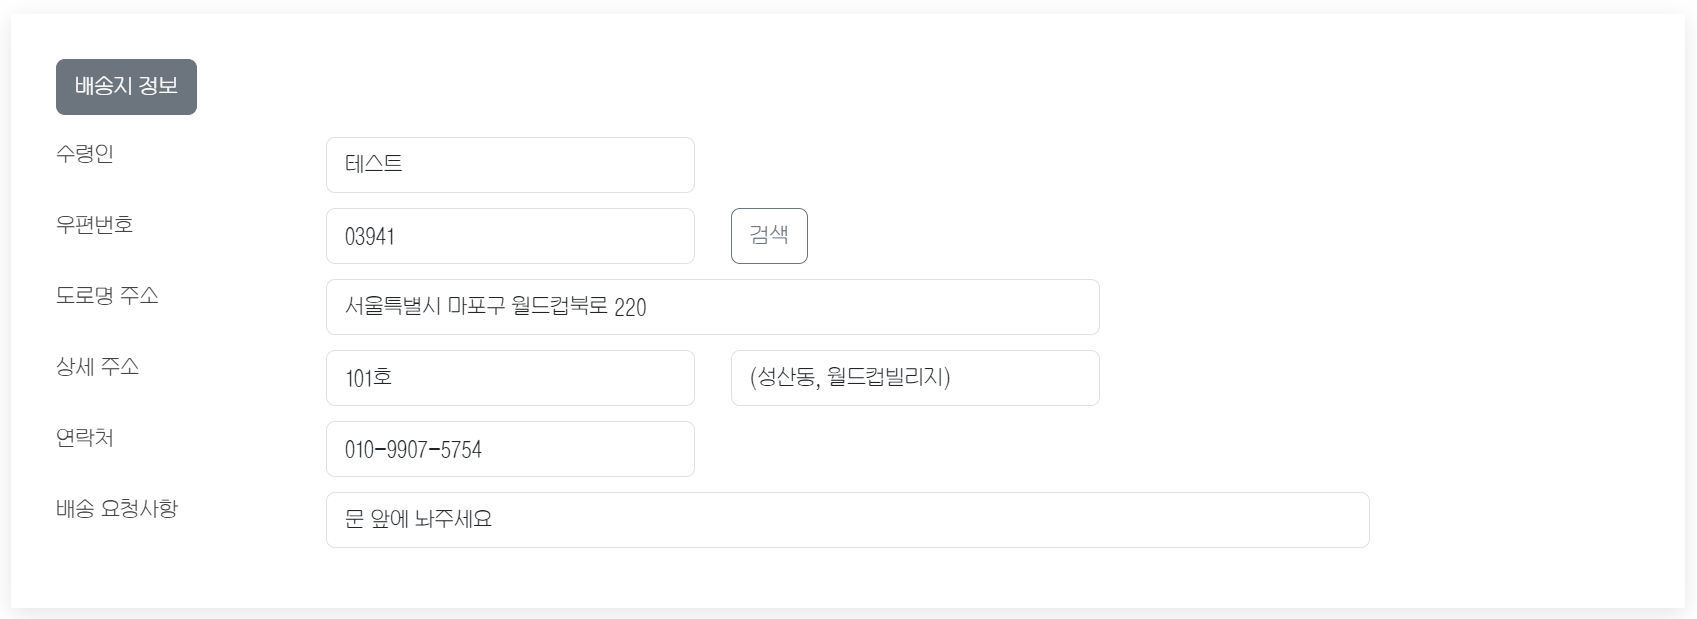 배송지 정보
수령인 테스트
우편번호 03941 검색
도로명 주소 서울특별시 마포구 월드컵북로 220
상세 주소 101호 (성산동, 월드컵빌리지)
연락처 010-9907-5754
배송 요청사항 문 앞에 놔주세요